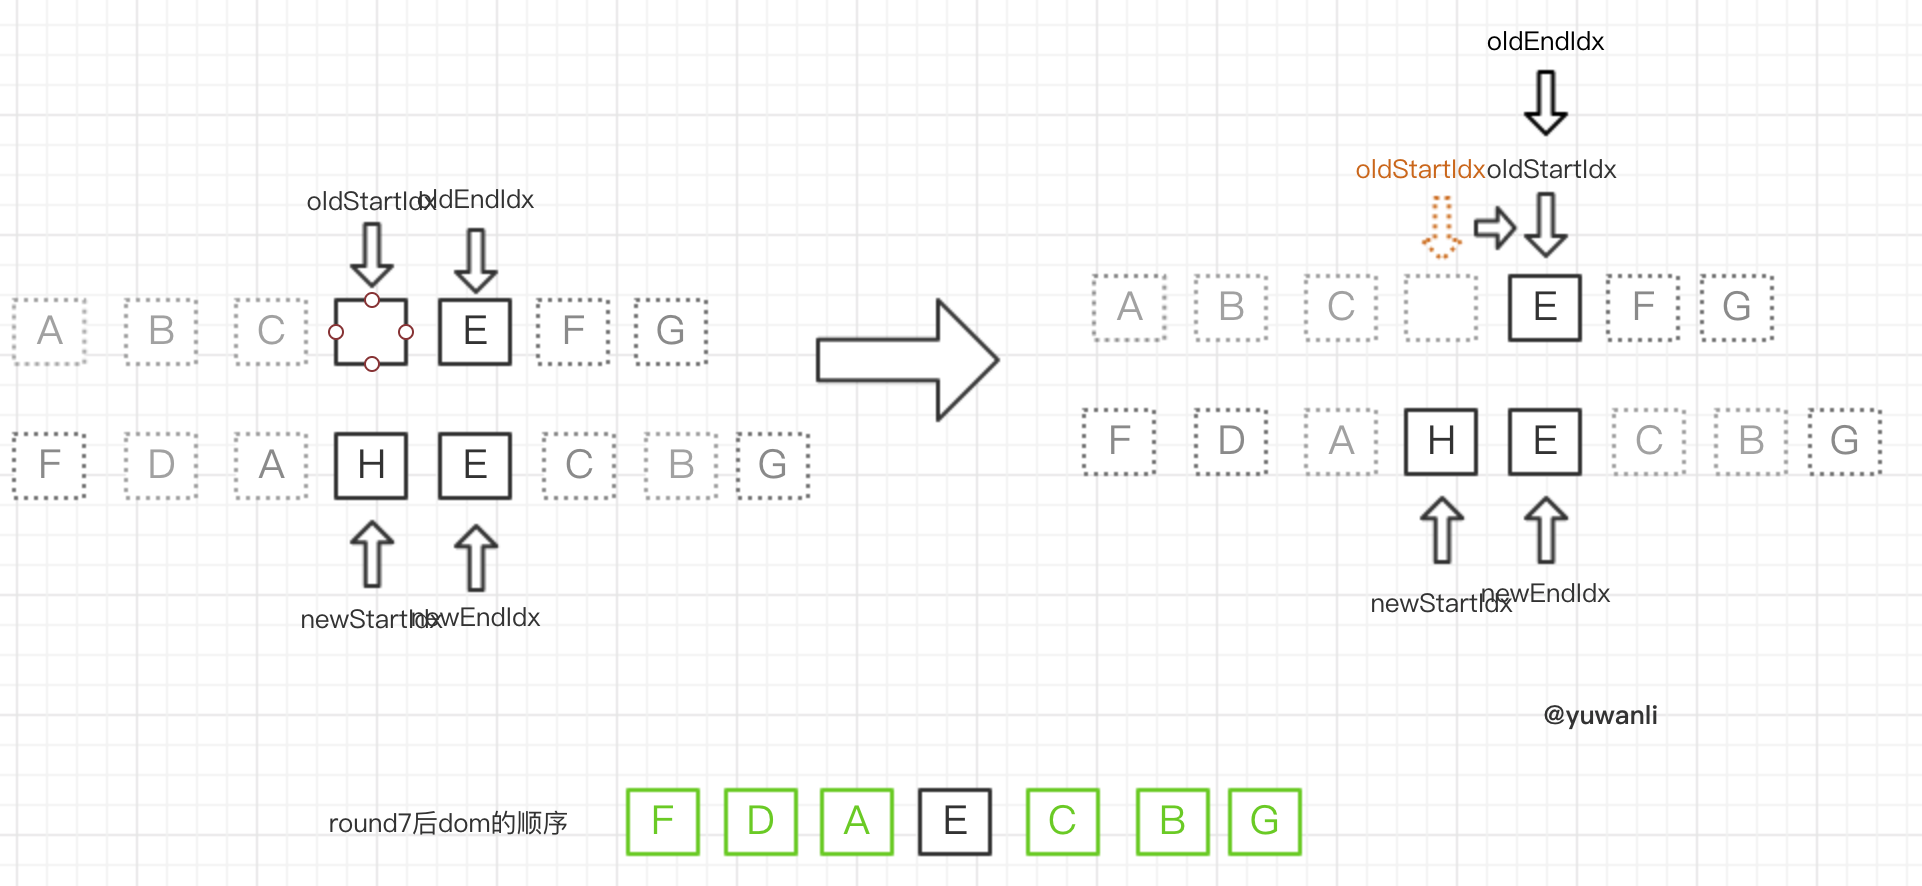 oldEndIdx
oldStartIdx oldStartIdx
oldStartIdx oldEndIdx
A B C E F G
A B C E F G
F D A H E C B G
F D A H E C B G
newStartIdx newEndIdx
newStartIdx newEndIdx
@yuwanli
round7后dom的顺序 F D A E C B G